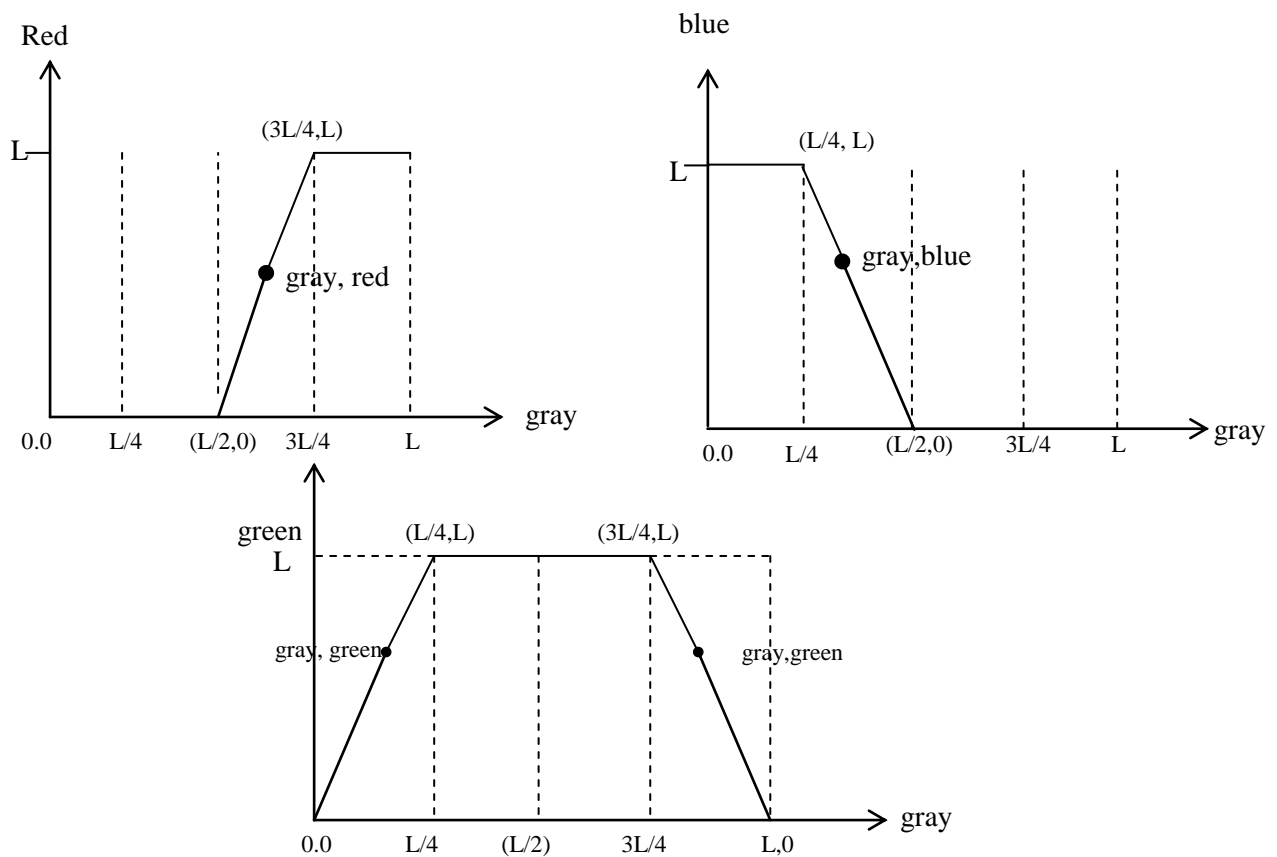 Red
(3L/4,L)
L
gray, red
gray
0.0 L/4 (L/2,0) 3L/4 L
blue
(L/4, L)
L
gray,blue
gray
0.0 L/4 (L/2,0) 3L/4 L
green
(L/4,L) (3L/4,L)
L
gray, green gray,green
gray
0.0 L/4 (L/2) 3L/4 L,0